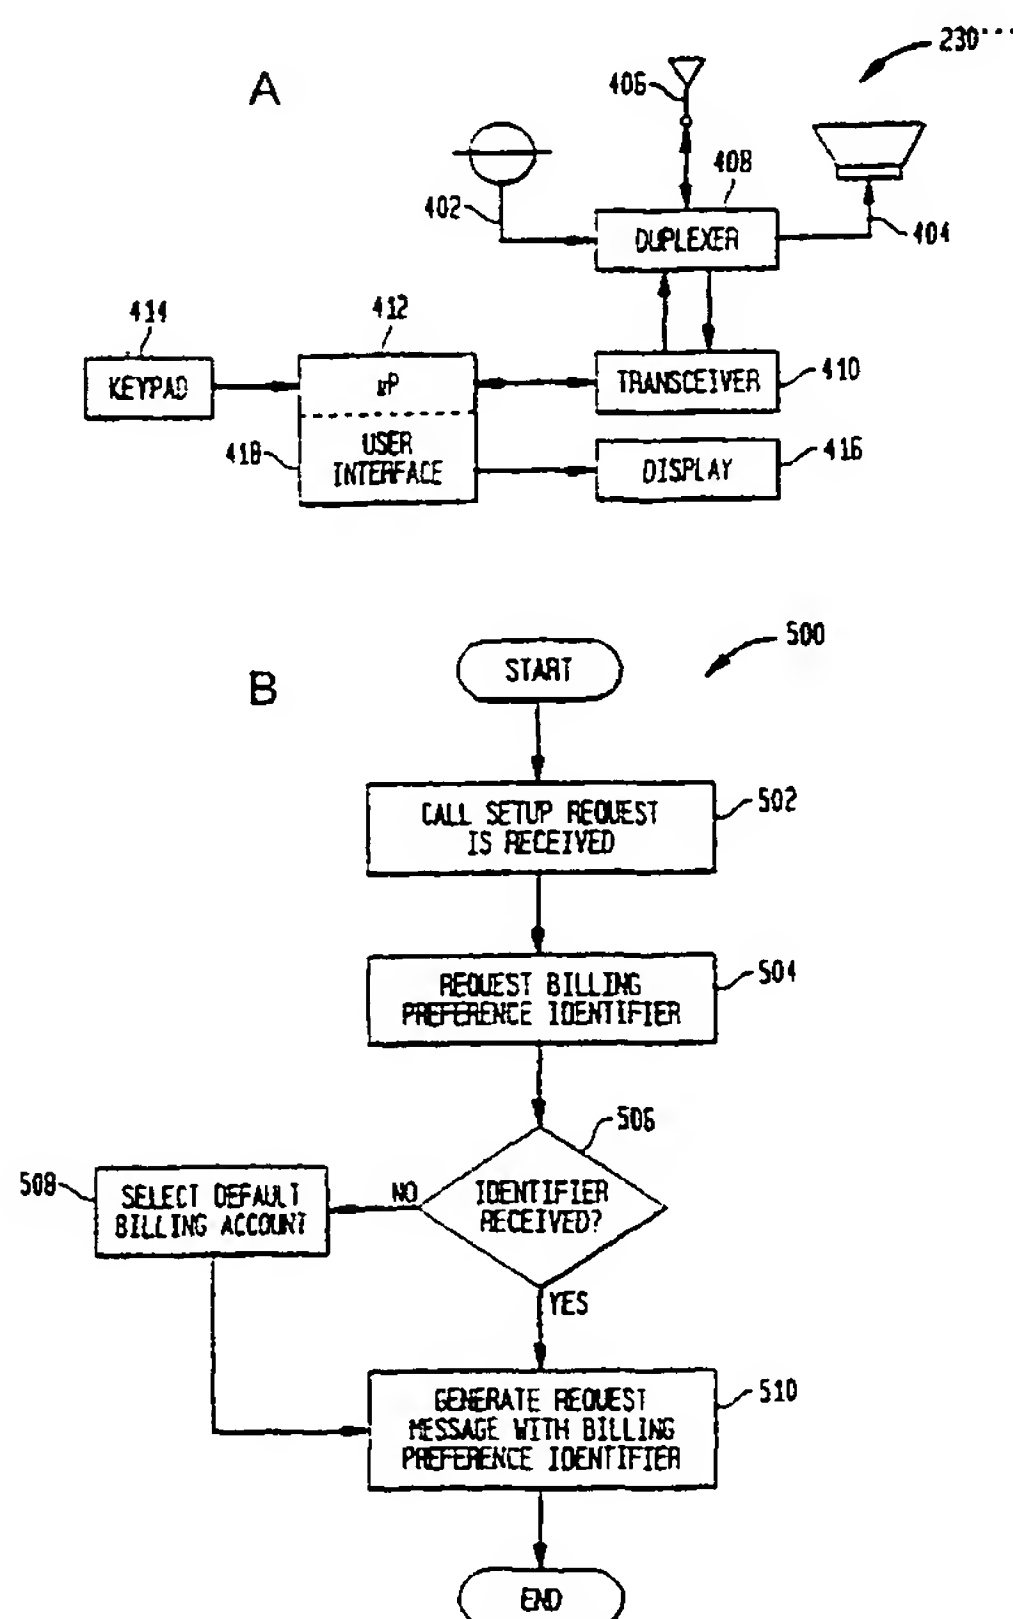 A
230
406
408
402
DUPLEXER
404
414
412
KEYPAD
µP
TRANSCEIVER
410
418
USER
INTERFACE
DISPLAY
416
500
B
START
CALL SETUP REQUEST
IS RECEIVED
502
REQUEST BILLING
PREFERENCE IDENTIFIER
504
506
508
SELECT DEFAULT
BILLING ACCOUNT
NO
IDENTIFIER
RECEIVED?
YES
GENERATE REQUEST
MESSAGE WITH BILLING
PREFERENCE IDENTIFIER
510
END